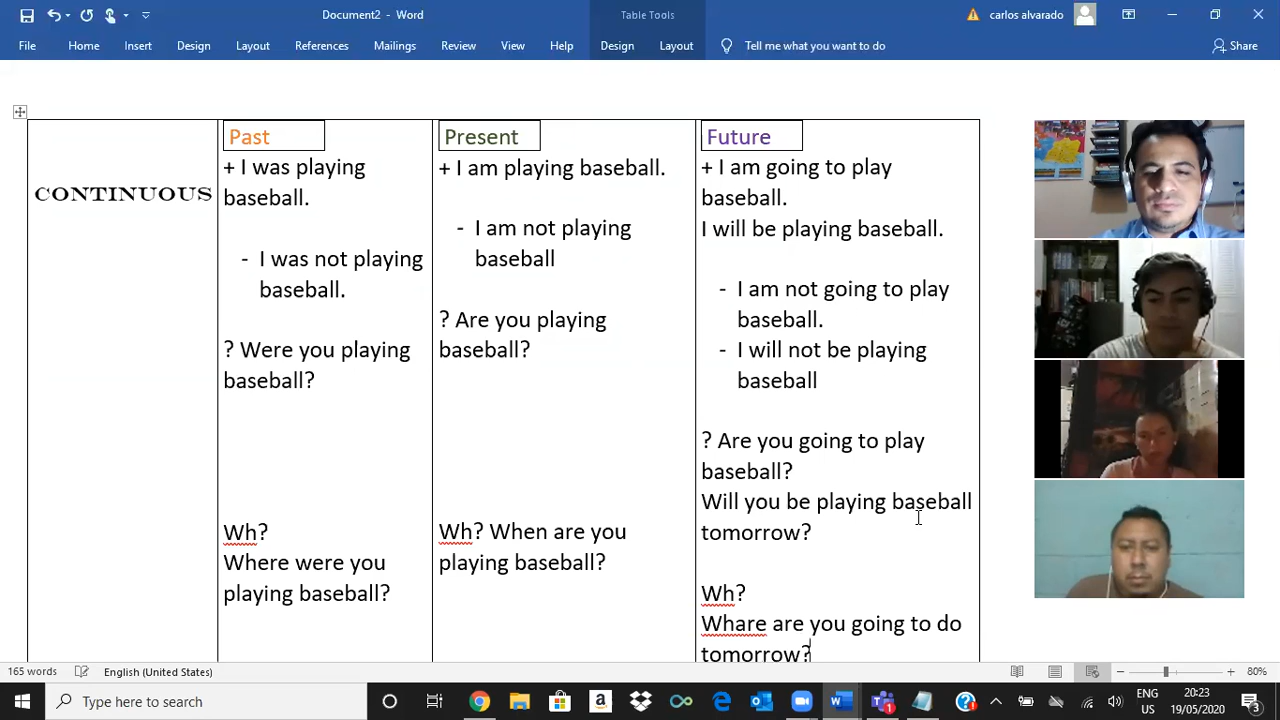 Document2 - Word
Table Tools
carlos alvarado
File Home Insert Design Layout References Mailings Review View Help Design Layout Tell me what you want to do Share
CONTINUOUS
Past
+ I was playing
baseball.
- I was not playing
baseball.
? Were you playing
baseball?
Wh?
Where were you
playing baseball?
Present
+ I am playing baseball.
- I am not playing
baseball
? Are you playing
baseball?
Wh? When are you
playing baseball?
Future
+ I am going to play
baseball.
I will be playing baseball.
- I am not going to play
baseball.
- I will not be playing
baseball
? Are you going to play
baseball?
Will you be playing baseball
tomorrow?
Wh?
Whare are you going to do
tomorrow?
165 words English (United States) 80%
Type here to search
ENG
US
20:23
19/05/2020
3